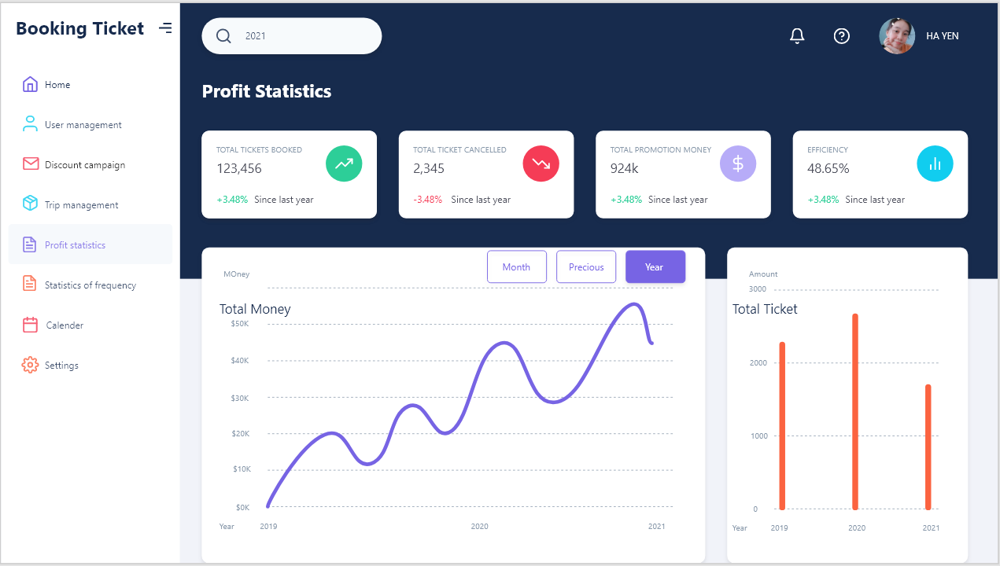 Booking Ticket
2021
HA YEN
Home
User management
Discount campaign
Trip management
Profit statistics
Statistics of frequency
Calender
Settings
Profit Statistics
TOTAL TICKETS BOOKED
123,456
+3.48% Since last year
TOTAL TICKET CANCELLED
2,345
-3.48% Since last year
TOTAL PROMOTION MONEY
924k
+3.48% Since last year
EFFICIENCY
48.65%
+3.48% Since last year
MOney
Month
Precious
Year
Total Money
$50K
$40K
$30K
$20K
$10K
$0K
Year 2019 2020 2021
Amount
3000
Total Ticket
2000
1000
0
Year 2019 2020 2021